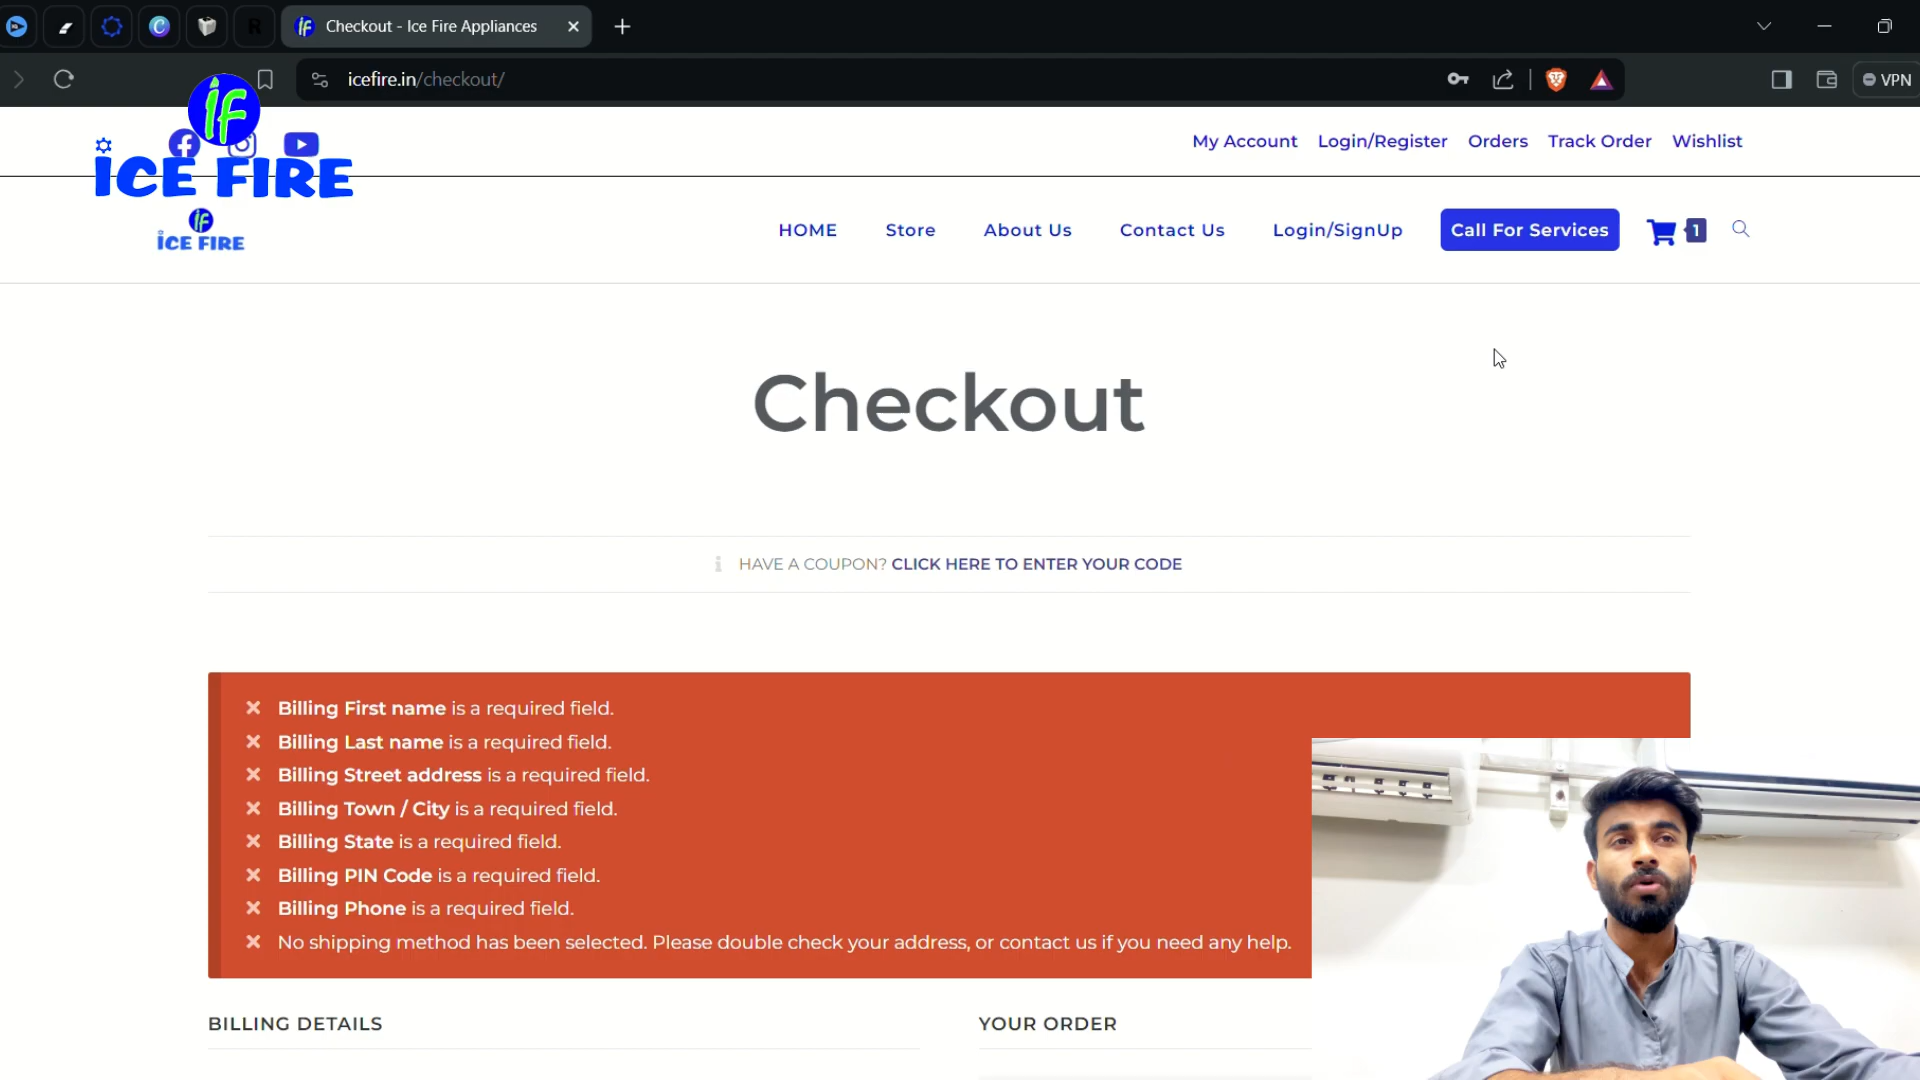 Checkout - Ice Fire Appliances
icefire.in/checkout/
VPN
if
ICE FIRE
My Account Login/Register Orders Track Order Wishlist
if
ICE FIRE
HOME Store About Us Contact Us Login/SignUp Call For Services 1
Checkout
HAVE A COUPON? CLICK HERE TO ENTER YOUR CODE
Billing First name is a required field.
Billing Last name is a required field.
Billing Street address is a required field.
Billing Town / City is a required field.
Billing State is a required field.
Billing PIN Code is a required field.
Billing Phone is a required field.
No shipping method has been selected. Please double check your address, or contact us if you need any help.
BILLING DETAILS
YOUR ORDER